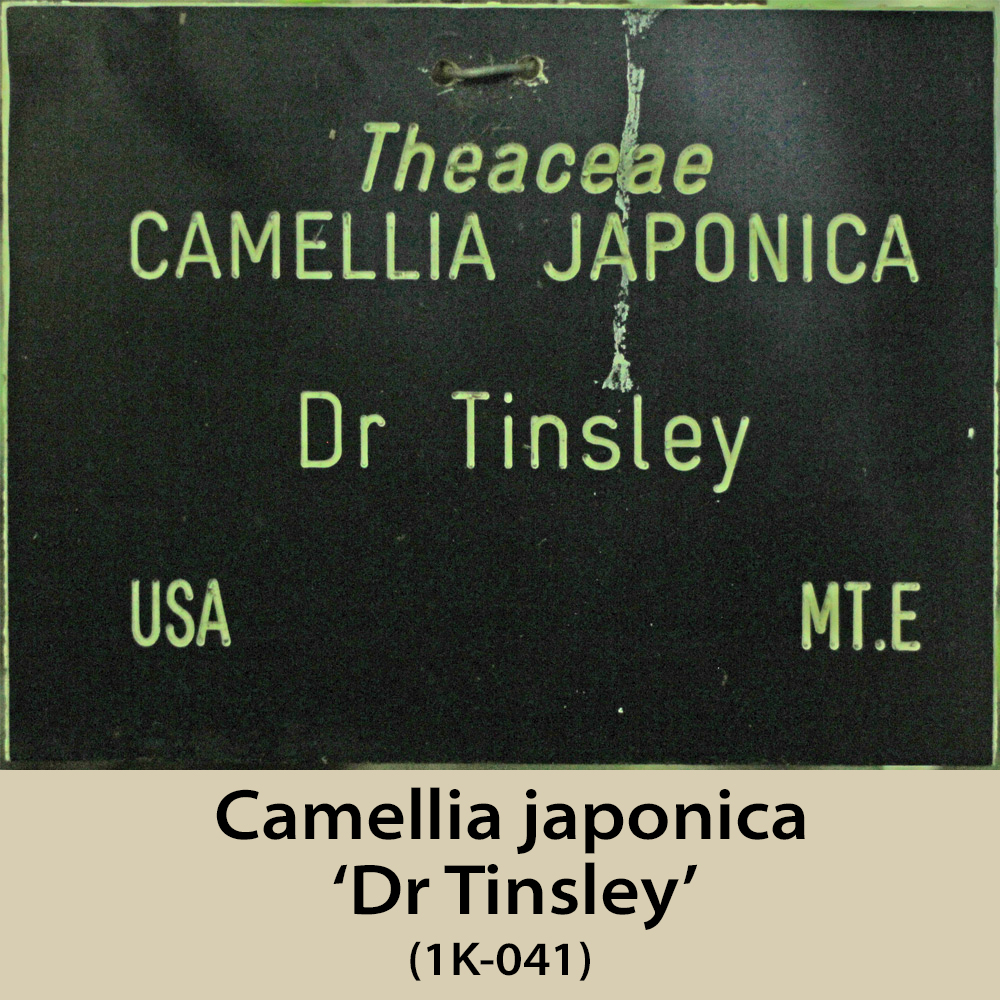 Theaceae
CAMELLIA JAPONICA
Dr Tinsley
USA MT.E
Camellia japonica
‘Dr Tinsley’
(1K-041)